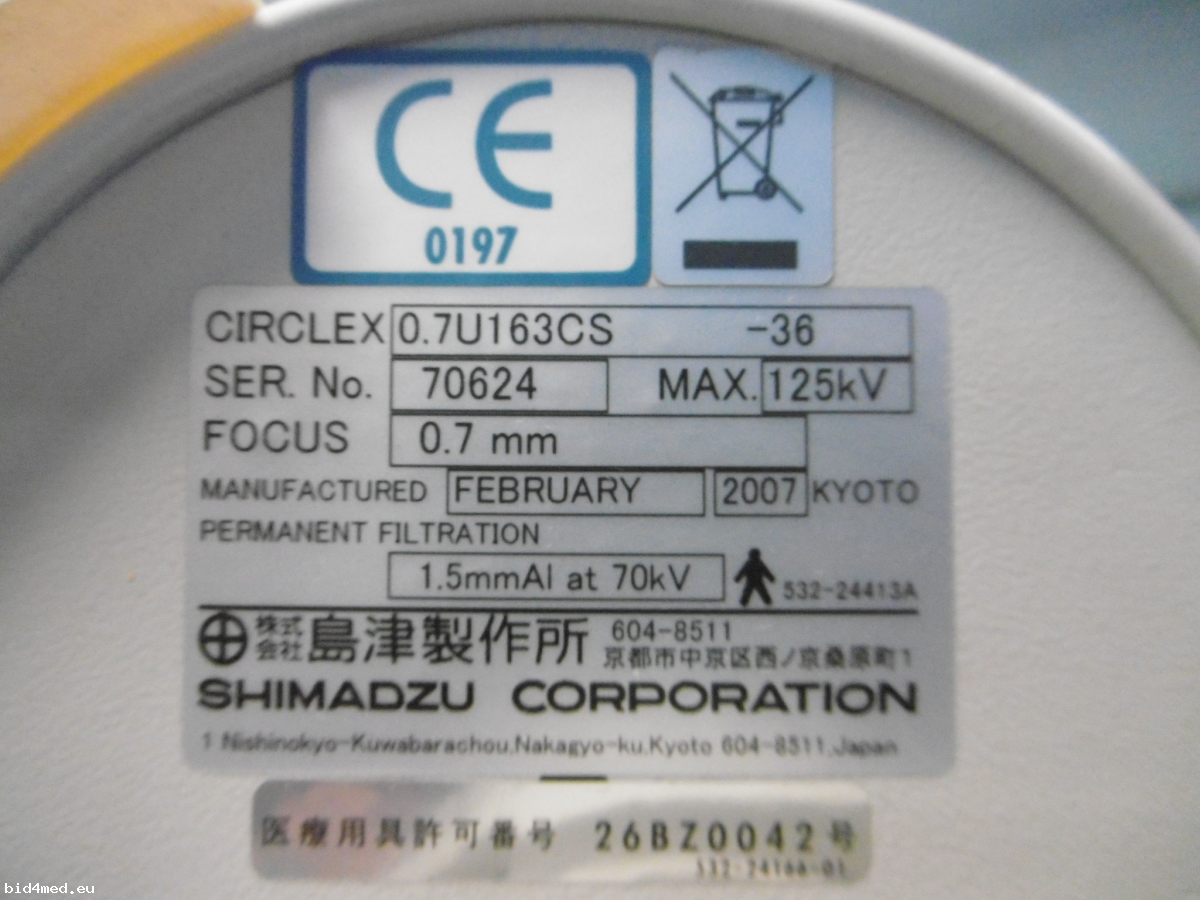 CE
0197
CIRCLEX 0.7U163CS -36
SER. No. 70624 MAX. 125kV
FOCUS 0.7 mm
MANUFACTURED FEBRUARY 2007 KYOTO
PERMANENT FILTRATION
1.5mmAl at 70kV 532-24413A
株式会社 島津製作所 604-8511
京都市中京区西ノ京桑原町1
SHIMADZU CORPORATION
1 Nishinokyo-Kuwabarachou,Nakagyo-ku,Kyoto 604-8511,Japan
医療用具許可番号 26BZ0042号
532-24166-01
bid4med.eu